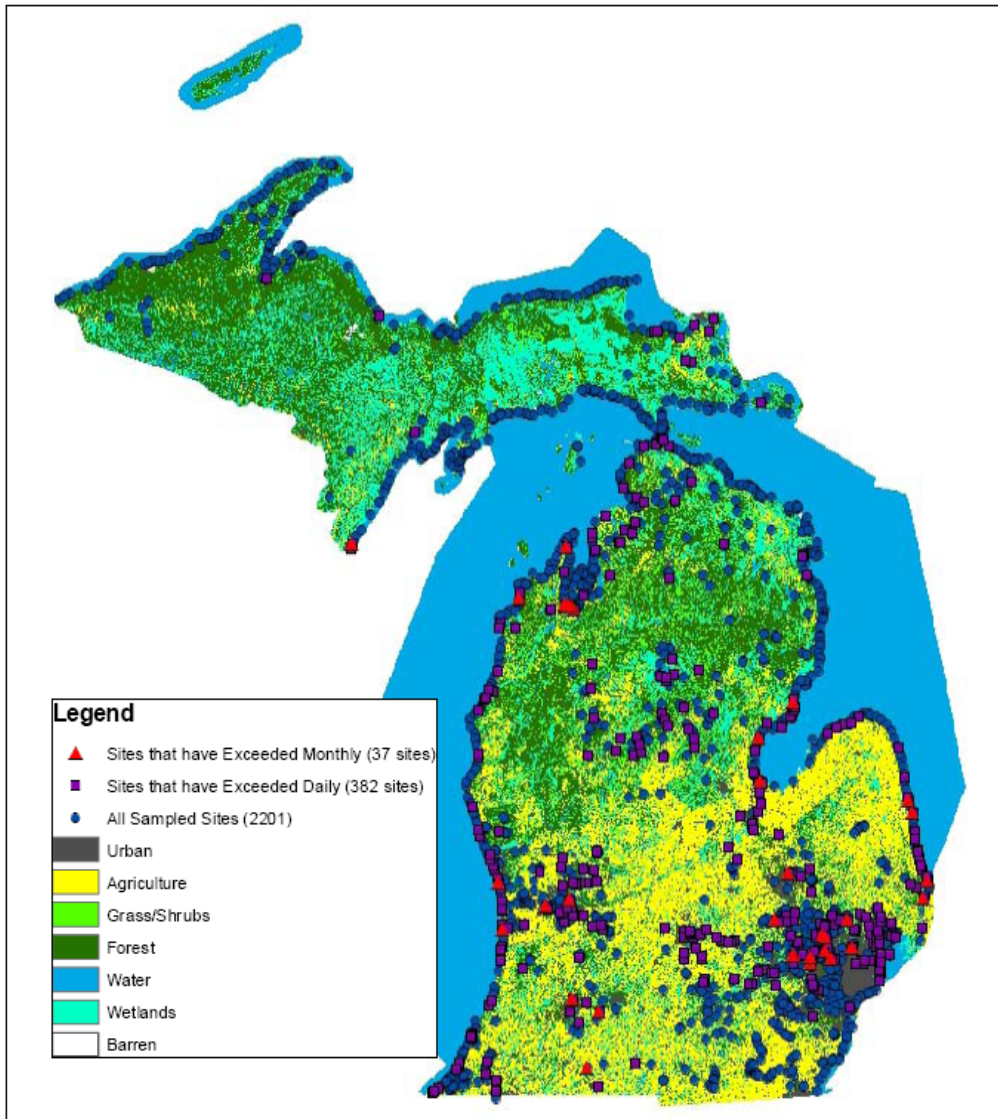 Legend
Sites that have Exceeded Monthly (37 sites)
Sites that have Exceeded Daily (382 sites)
All Sampled Sites (2201)
Urban
Agriculture
Grass/Shrubs
Forest
Water
Wetlands
Barren